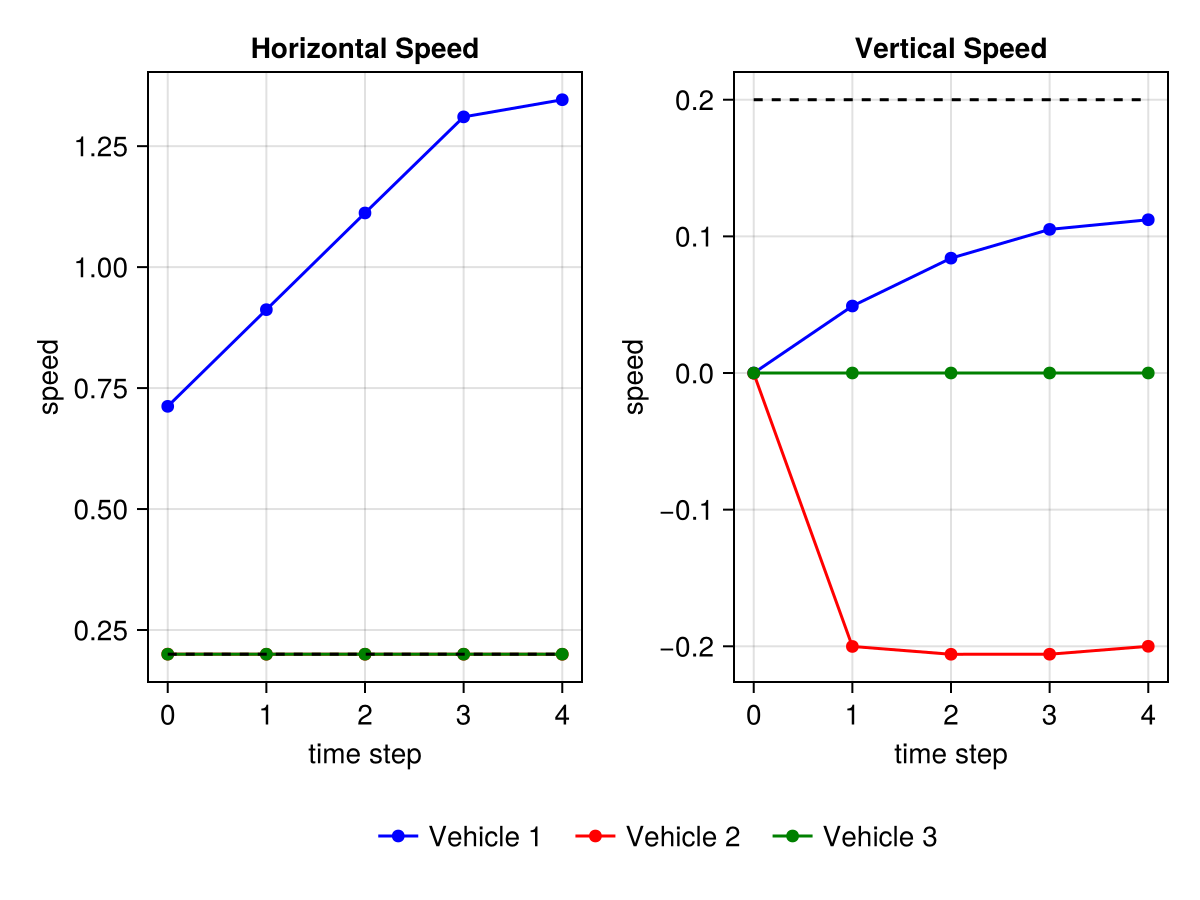 Horizontal Speed
speed
1.25
1.00
0.75
0.50
0.25
0 1 2 3 4
time step
Vertical Speed
speed
0.2
0.1
0.0
−0.1
−0.2
0 1 2 3 4
time step
Vehicle 1 Vehicle 2 Vehicle 3